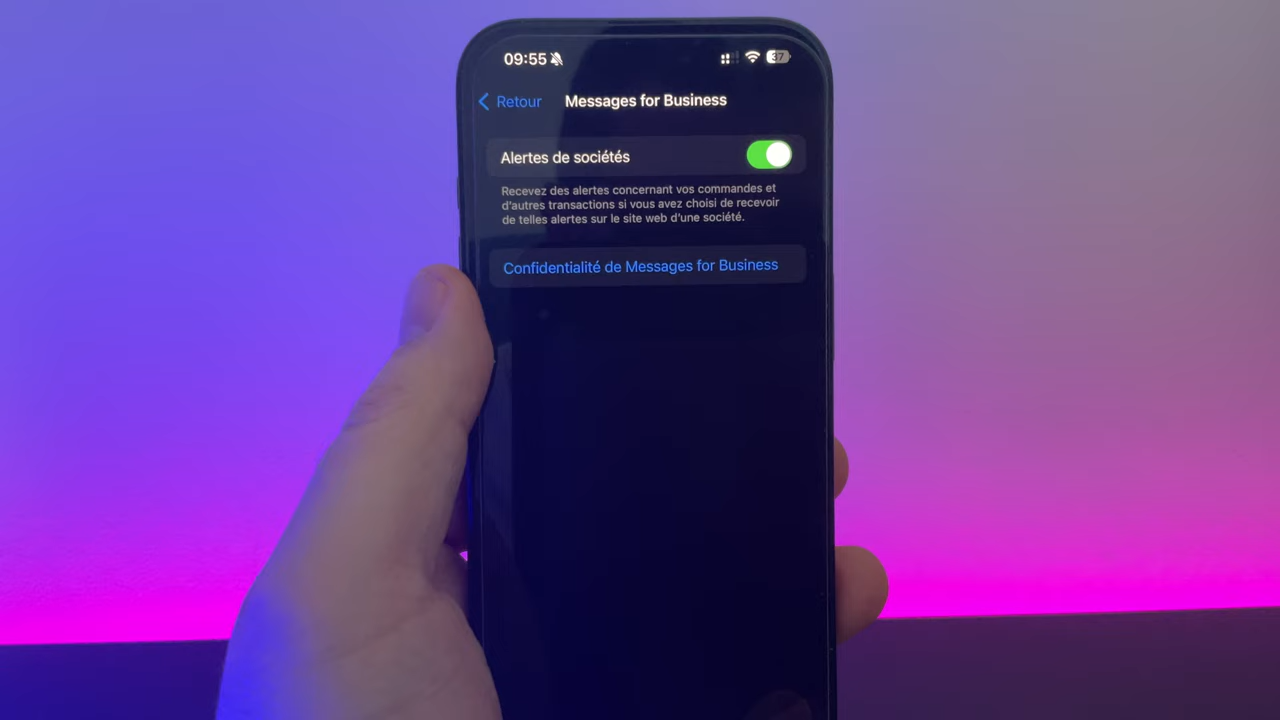 09:55
37
Retour
Messages for Business
Alertes de sociétés
Recevez des alertes concernant vos commandes et
d'autres transactions si vous avez choisi de recevoir
de telles alertes sur le site web d'une société.
Confidentialité de Messages for Business